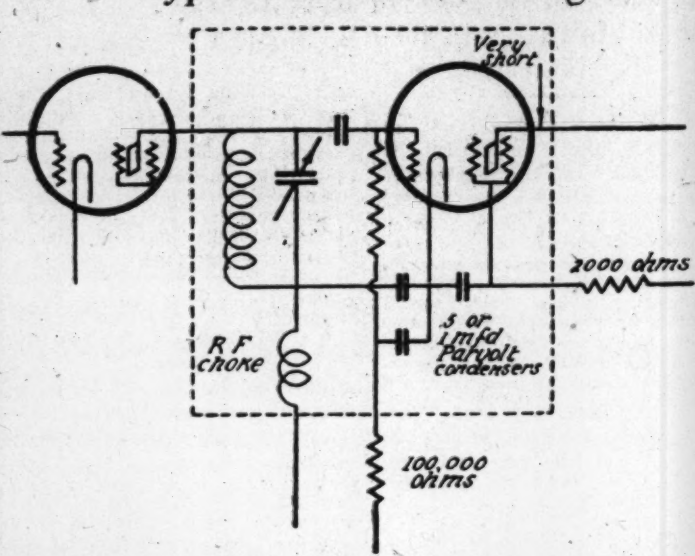 Very
short
2000 ohms
R F
choke
.5 or
1 mfd
Parvolt
condensers
100,000
ohms